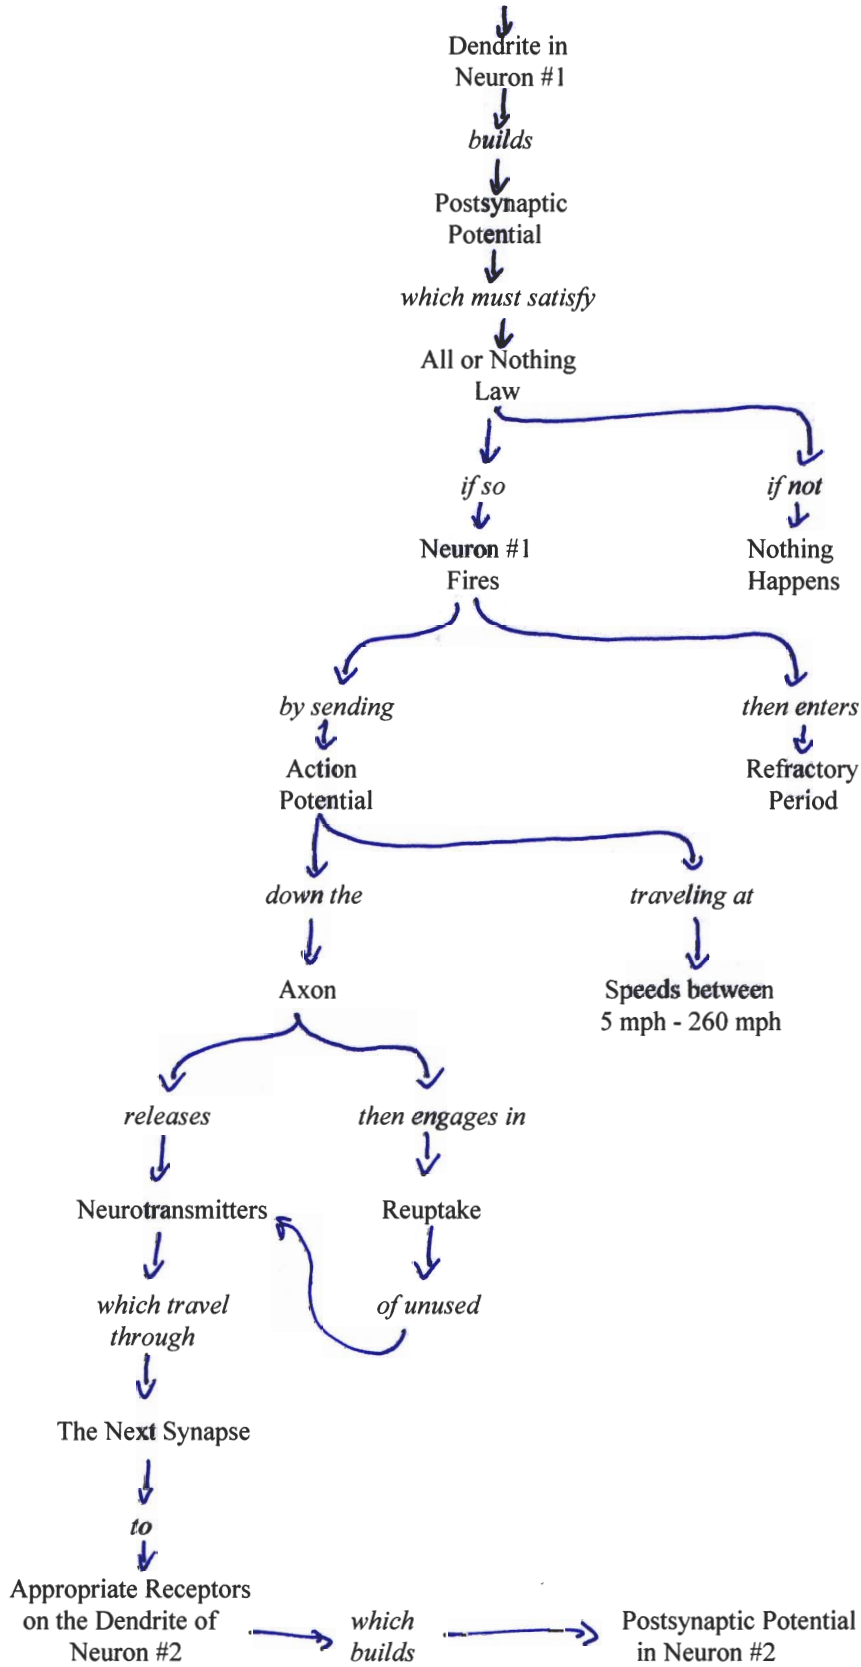 Dendrite in
Neuron #1
builds
Postsynaptic
Potential
which must satisfy
All or Nothing
Law
if so
if not
Neuron #1
Fires
Nothing
Happens
by sending
then enters
Action
Potential
Refractory
Period
down the
traveling at
Axon
Speeds between
5 mph - 260 mph
releases
then engages in
Neurotransmitters
Reuptake
which travel
through
of unused
The Next Synapse
to
Appropriate Receptors
on the Dendrite of
Neuron #2
which
builds
Postsynaptic Potential
in Neuron #2